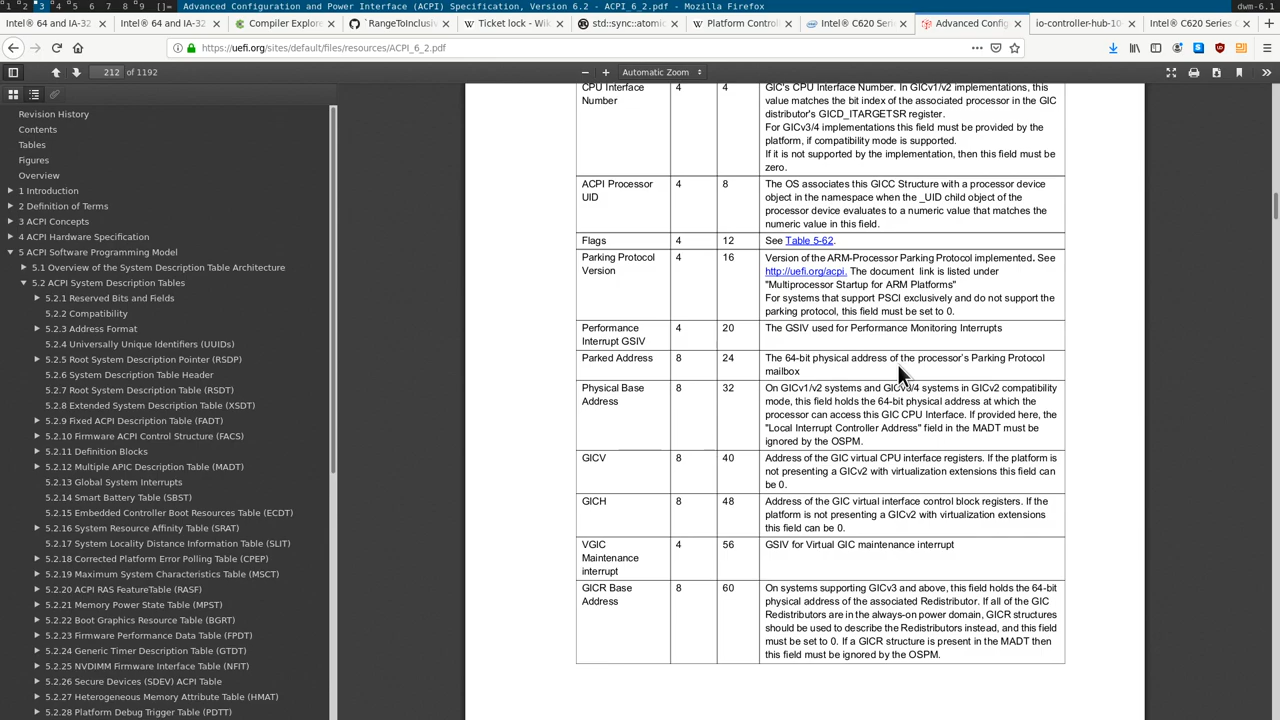 1 2 3 4 5 6 7 8 9 Advanced Configuration and Power Interface (ACPI) Specification, Version 6.2 - ACPI_6_2.pdf - Mozilla Firefox dwm-6.1
Intel® 64 and IA-32 Intel® 64 and IA-32 Compiler Explore `RangeToInclusiv Ticket lock - Wik std::sync::atomic Platform Control Intel® C620 Seri Advanced Config io-controller-hub-10 Intel® C620 Series C
https://uefi.org/sites/default/files/resources/ACPI_6_2.pdf
212 of 1192 Automatic Zoom
Revision History
Contents
Tables
Figures
Overview
1 Introduction
2 Definition of Terms
3 ACPI Concepts
4 ACPI Hardware Specification
5 ACPI Software Programming Model
5.1 Overview of the System Description Table Architecture
5.2 ACPI System Description Tables
5.2.1 Reserved Bits and Fields
5.2.2 Compatibility
5.2.3 Address Format
5.2.4 Universally Unique Identifiers (UUIDs)
5.2.5 Root System Description Pointer (RSDP)
5.2.6 System Description Table Header
5.2.7 Root System Description Table (RSDT)
5.2.8 Extended System Description Table (XSDT)
5.2.9 Fixed ACPI Description Table (FADT)
5.2.10 Firmware ACPI Control Structure (FACS)
5.2.11 Definition Blocks
5.2.12 Multiple APIC Description Table (MADT)
5.2.13 Global System Interrupts
5.2.14 Smart Battery Table (SBST)
5.2.15 Embedded Controller Boot Resources Table (ECDT)
5.2.16 System Resource Affinity Table (SRAT)
5.2.17 System Locality Distance Information Table (SLIT)
5.2.18 Corrected Platform Error Polling Table (CPEP)
5.2.19 Maximum System Characteristics Table (MSCT)
5.2.20 ACPI RAS FeatureTable (RASF)
5.2.21 Memory Power State Table (MPST)
5.2.22 Boot Graphics Resource Table (BGRT)
5.2.23 Firmware Performance Data Table (FPDT)
5.2.24 Generic Timer Description Table (GTDT)
5.2.25 NVDIMM Firmware Interface Table (NFIT)
5.2.26 Secure Devices (SDEV) ACPI Table
5.2.27 Heterogeneous Memory Attribute Table (HMAT)
5.2.28 Platform Debug Trigger Table (PDTT)
CPU Interface 4 4 GIC's CPU Interface Number. In GICv1/v2 implementations, this
Number value matches the bit index of the associated processor in the GIC
distributor's GICD_ITARGETSR register.
For GICv3/4 implementations this field must be provided by the
platform, if compatibility mode is supported.
If it is not supported by the implementation, then this field must be
zero.
ACPI Processor 4 8 The OS associates this GICC Structure with a processor device
UID object in the namespace when the _UID child object of the
processor device evaluates to a numeric value that matches the
numeric value in this field.
Flags 4 12 See Table 5-62.
Parking Protocol 4 16 Version of the ARM-Processor Parking Protocol implemented. See
Version http://uefi.org/acpi. The document link is listed under
"Multiprocessor Startup for ARM Platforms"
For systems that support PSCI exclusively and do not support the
parking protocol, this field must be set to 0.
Performance 4 20 The GSIV used for Performance Monitoring Interrupts
Interrupt GSIV
Parked Address 8 24 The 64-bit physical address of the processor's Parking Protocol
mailbox
Physical Base 8 32 On GICv1/v2 systems and GICv3/4 systems in GICv2 compatibility
Address mode, this field holds the 64-bit physical address at which the
processor can access this GIC CPU Interface. If provided here, the
"Local Interrupt Controller Address" field in the MADT must be
ignored by the OSPM.
GICV 8 40 Address of the GIC virtual CPU interface registers. If the platform is
not presenting a GICv2 with virtualization extensions this field can
be 0.
GICH 8 48 Address of the GIC virtual interface control block registers. If the
platform is not presenting a GICv2 with virtualization extensions
this field can be 0.
VGIC 4 56 GSIV for Virtual GIC maintenance interrupt
Maintenance
interrupt
GICR Base 8 60 On systems supporting GICv3 and above, this field holds the 64-bit
Address physical address of the associated Redistributor. If all of the GIC
Redistributors are in the always-on power domain, GICR structures
should be used to describe the Redistributors instead, and this field
must be set to 0. If a GICR structure is present in the MADT then
this field must be ignored by the OSPM.